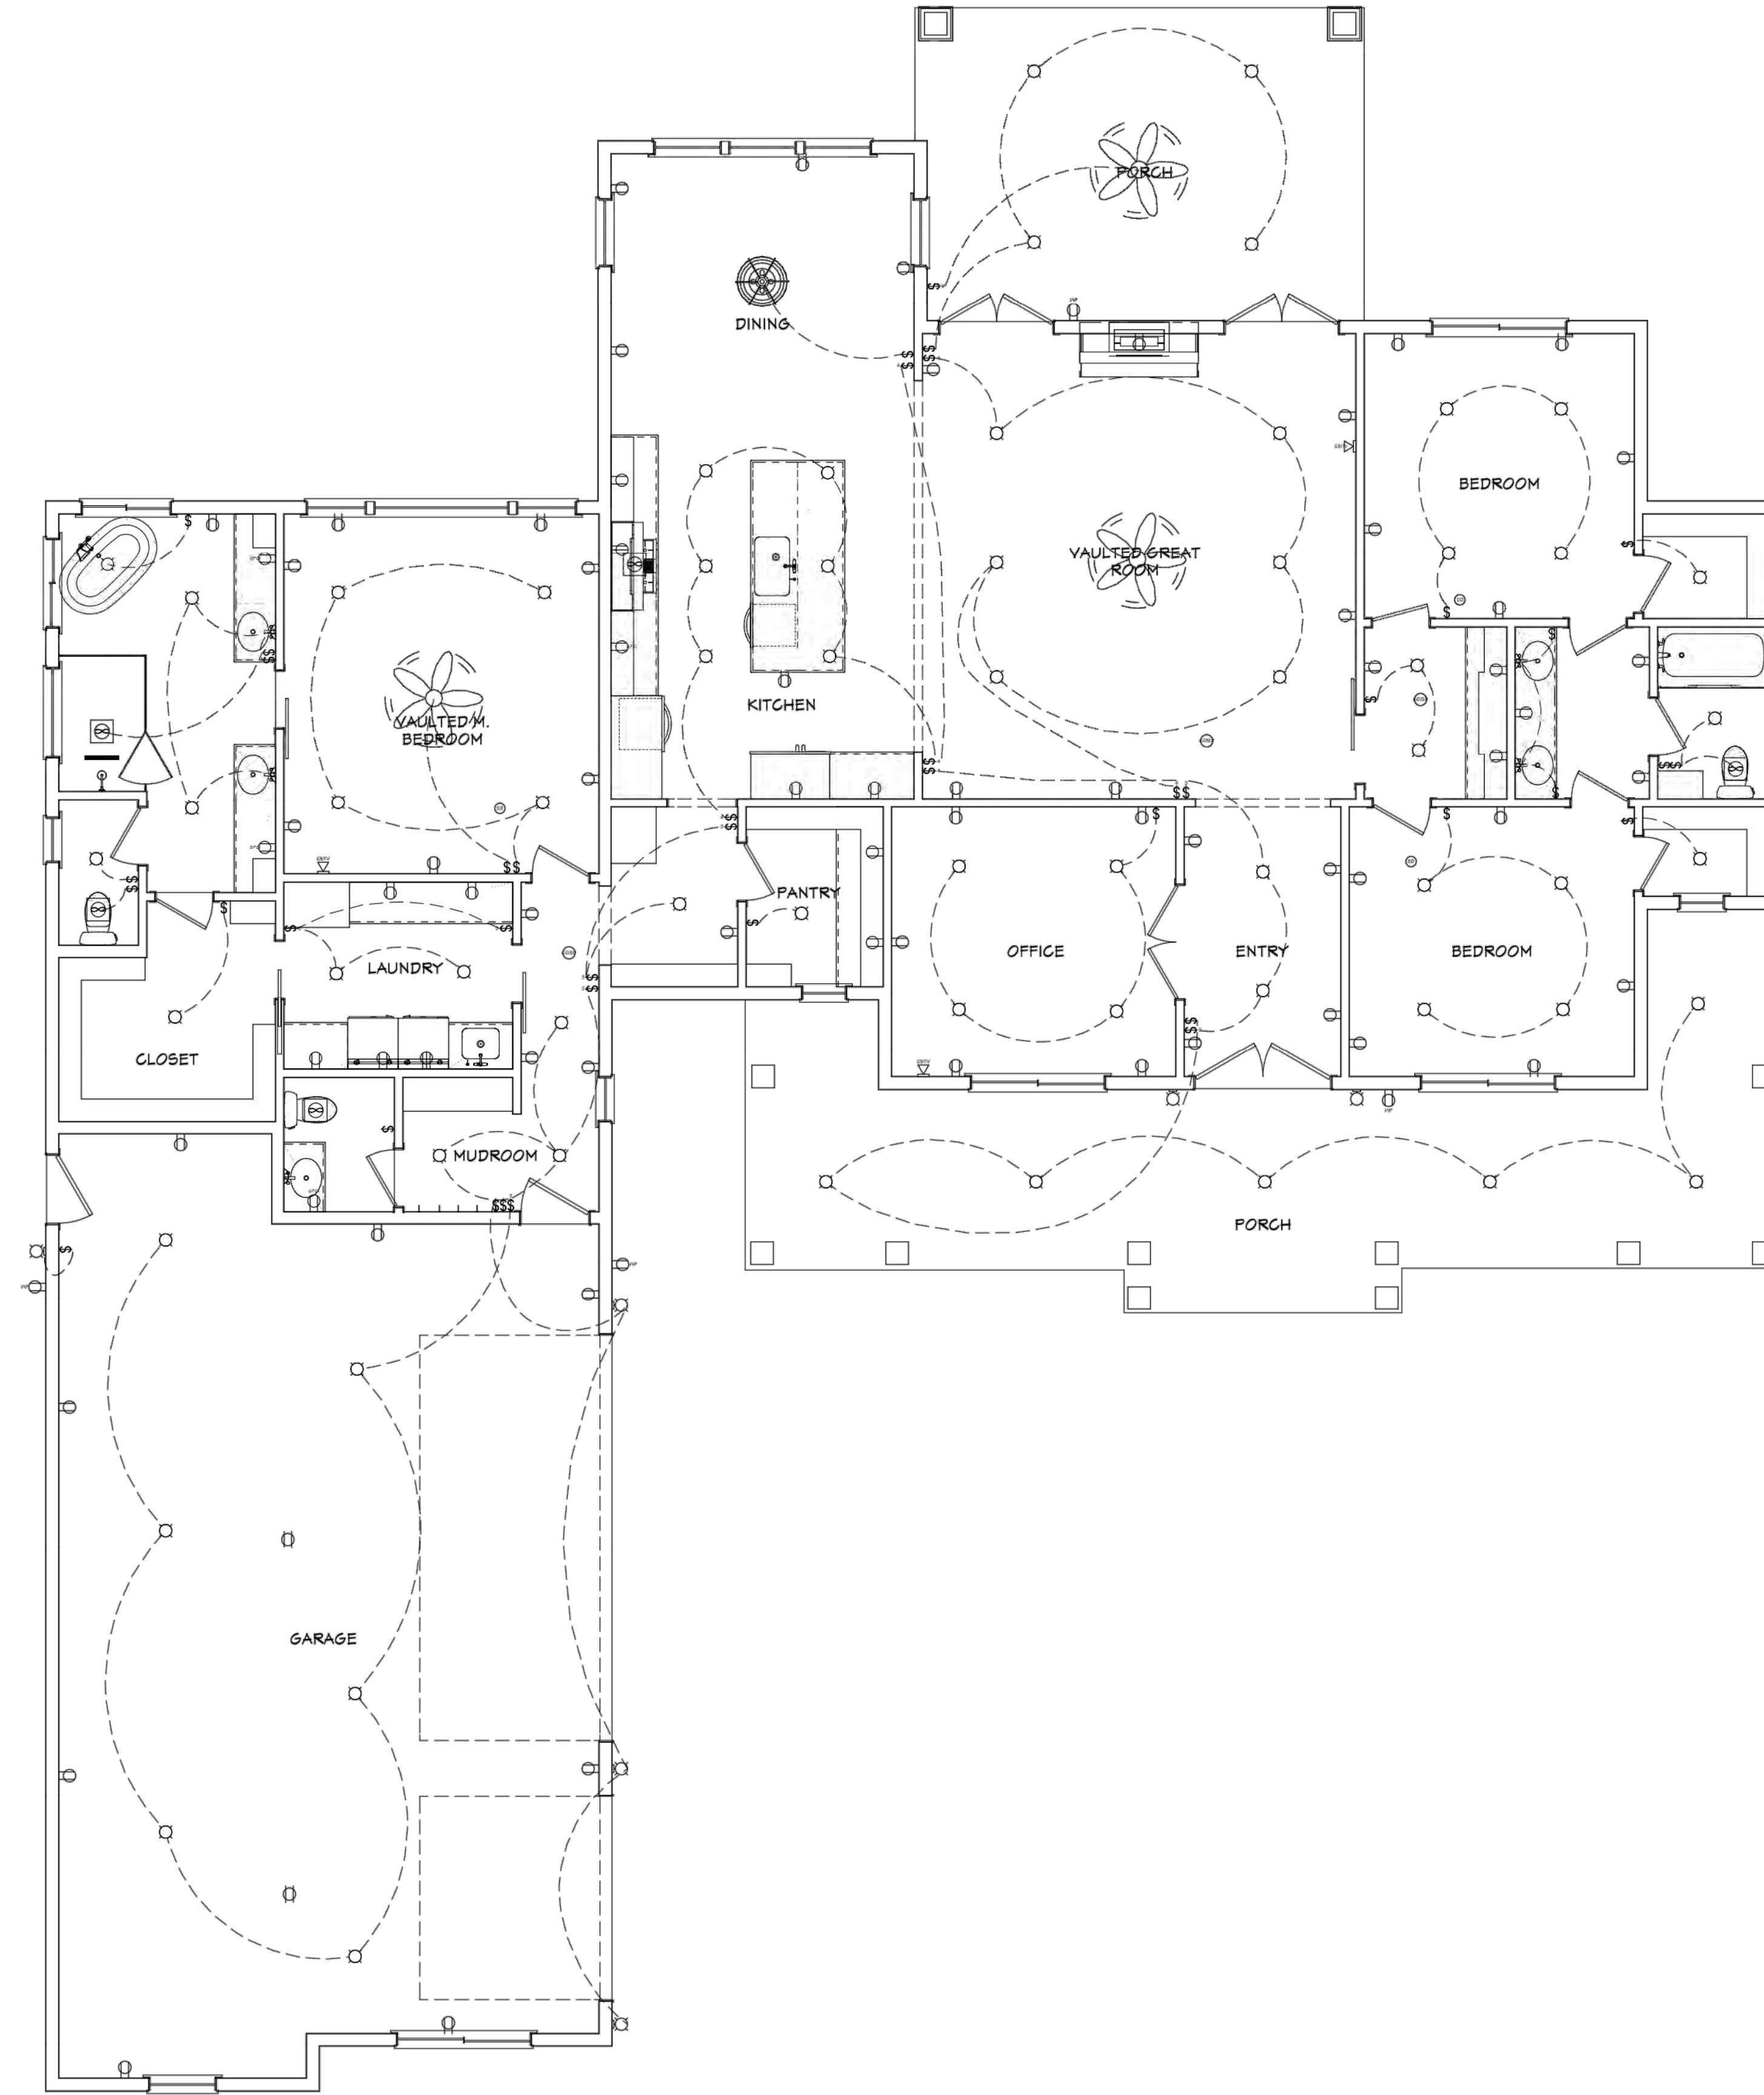 PORCH
DINING
BEDROOM
VAULTED GREAT
ROOM
KITCHEN
VAULTED M.
BEDROOM
PANTRY
OFFICE
ENTRY
BEDROOM
LAUNDRY
CLOSET
MUDROOM
PORCH
GARAGE